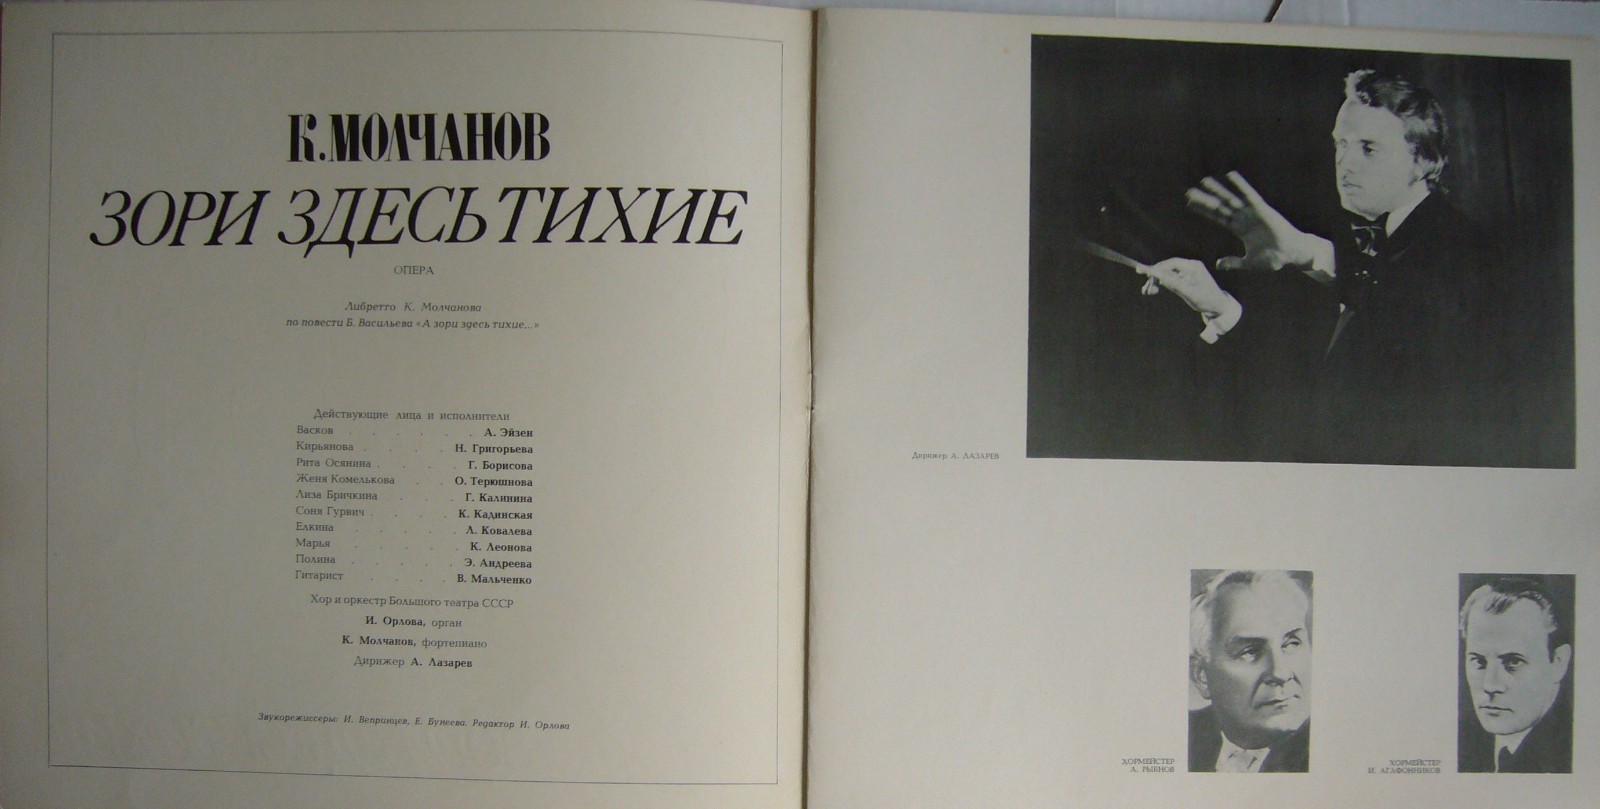 К. МОЛЧАНОВ
ЗОРИ ЗДЕСЬ ТИХИЕ
ОПЕРА
Либретто К. Молчанова
по повести Б. Васильева «А зори здесь тихие...»
Действующие лица и исполнители
Васков . . . . . . А. Эйзен
Кирьянова . . . . Н. Григорьева
Рита Осянина . . . . Г. Борисова
Женя Комелькова . . О. Терюшнова
Лиза Бричкина . . . Г. Калинина
Соня Гурвич . . . . К. Кадинская
Елкина . . . . . Л. Ковалева
Марья . . . . . К. Леонова
Полина . . . . . Э. Андреева
Гитарист . . . . В. Мальченко
Хор и оркестр Большого театра СССР
И. Орлова, орган
К. Молчанов, фортепиано
Дирижер А. Лазарев
Звукорежиссеры: И. Вепринцев, Е. Бунеева. Редактор И. Орлова
Дирижер А. ЛАЗАРЕВ
ХОРМЕЙСТЕР
А. РЫБНОВ
ХОРМЕЙСТЕР
И. АГАФОННИКОВ